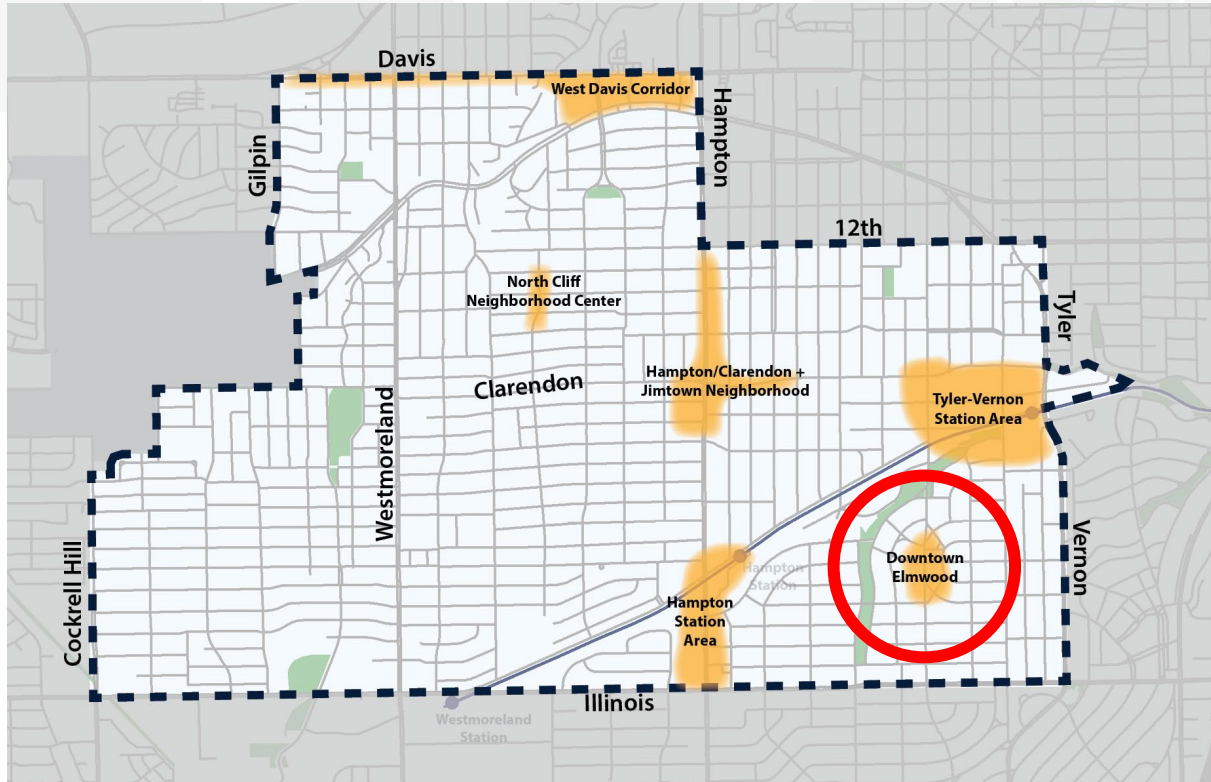 Davis
West Davis Corridor
Hampton
Gilpin
12th
North Cliff
Neighborhood Center
Tyler
Clarendon
Hampton/Clarendon +
Jimtown Neighborhood
Westmoreland
Tyler-Vernon
Station Area
Cockrell Hill
Downtown
Elmwood
Vernon
Hampton
Station
Hampton
Station
Area
Illinois
Westmoreland
Station